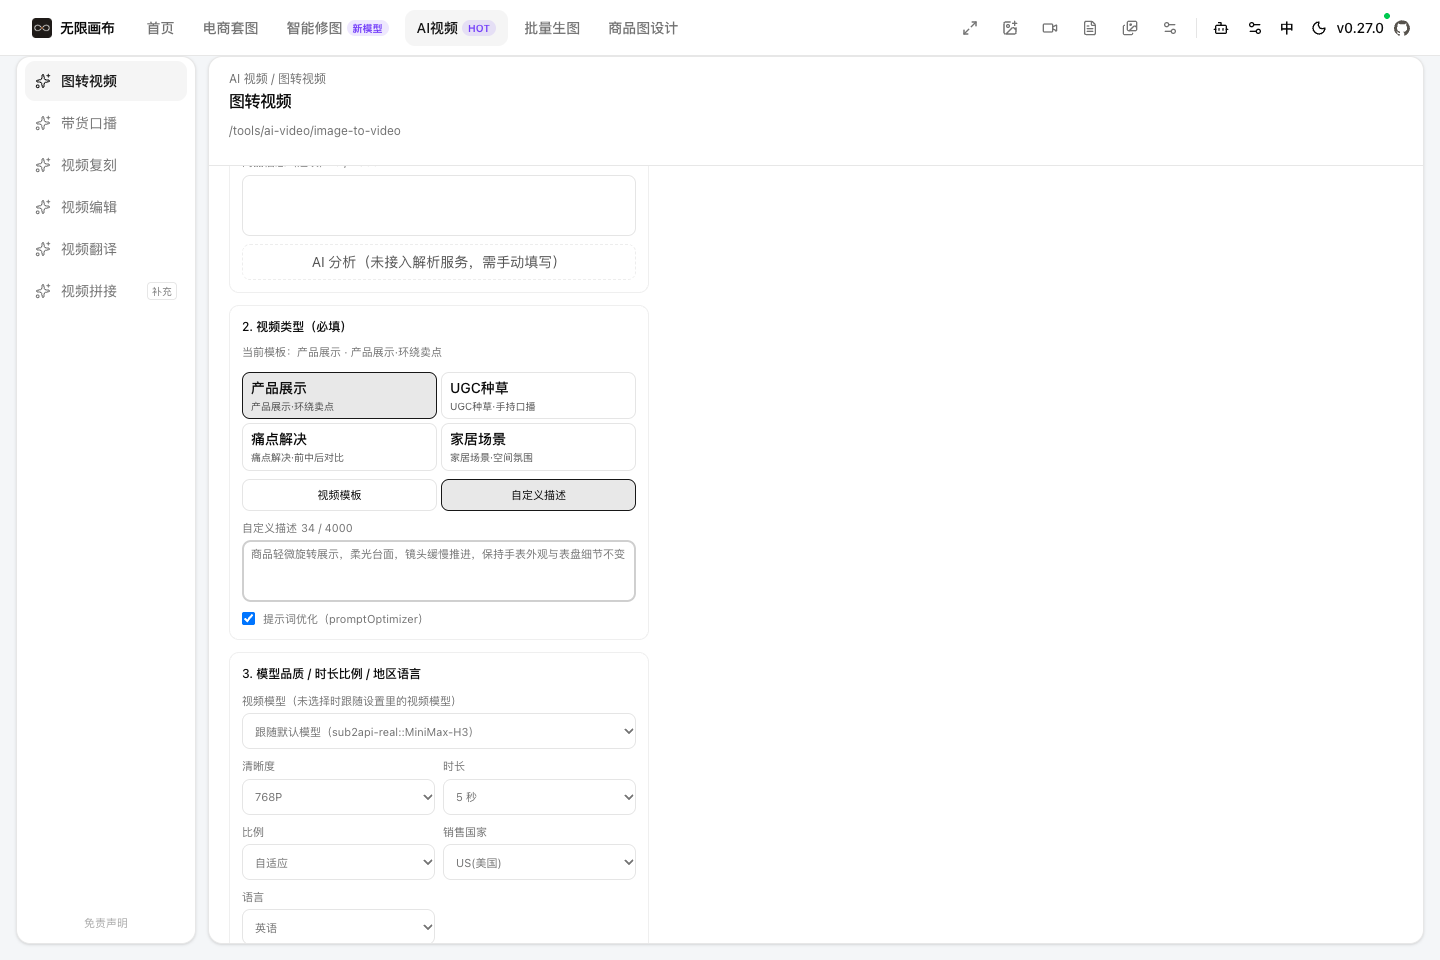 无限画布
首页
电商套图
智能修图 新模型
AI视频 HOT
批量生图
商品图设计
中
v0.27.0
图转视频
带货口播
视频复刻
视频编辑
视频翻译
视频拼接 补充
免责声明
AI 视频 / 图转视频
图转视频
/tools/ai-video/image-to-video
AI 分析（未接入解析服务，需手动填写）
2. 视频类型（必填）
当前模板：产品展示 · 产品展示·环绕卖点
产品展示
产品展示·环绕卖点
UGC种草
UGC种草·手持口播
痛点解决
痛点解决·前中后对比
家居场景
家居场景·空间氛围
视频模板
自定义描述
自定义描述 34 / 4000
商品轻微旋转展示，柔光台面，镜头缓慢推进，保持手表外观与表盘细节不变
提示词优化（promptOptimizer）
3. 模型品质 / 时长比例 / 地区语言
视频模型（未选择时跟随设置里的视频模型）
跟随默认模型（sub2api-real::MiniMax-H3）
清晰度
时长
768P
5 秒
比例
销售国家
自适应
US(美国)
语言
英语